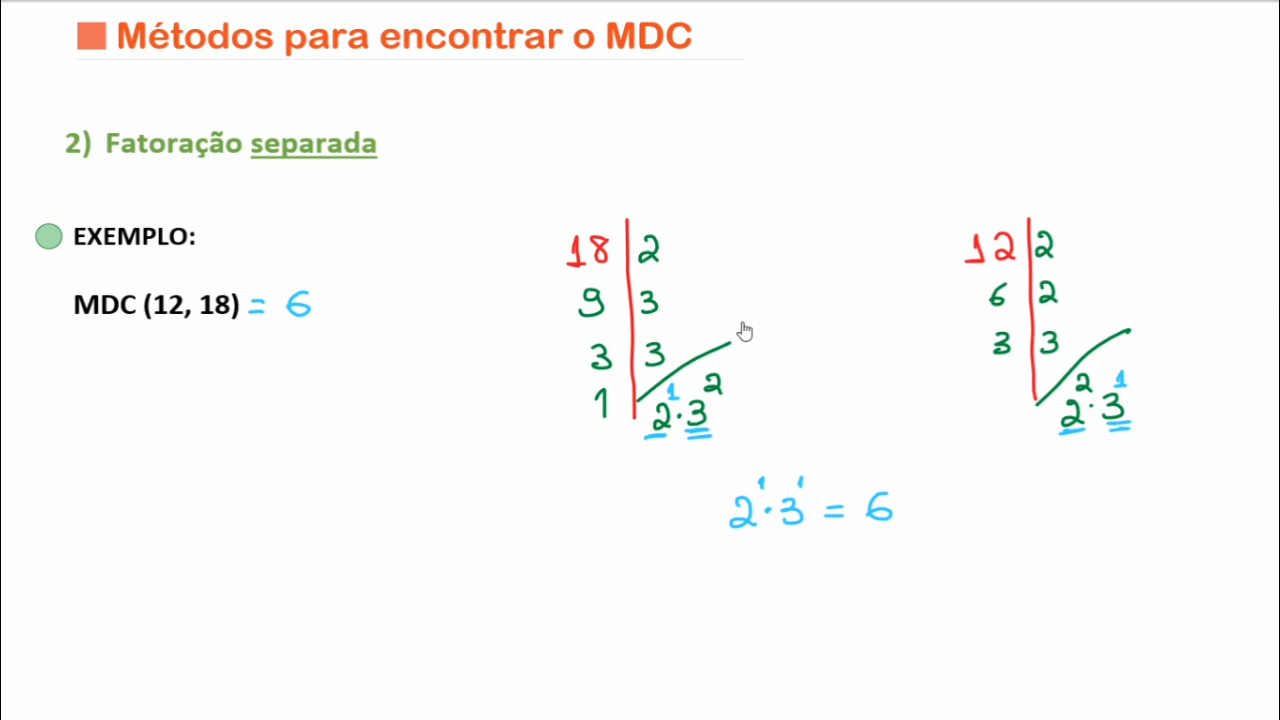 Métodos para encontrar o MDC
2) Fatoração separada
EXEMPLO:
MDC (12, 18) = 6
18 | 2
9 | 3
3 | 3
1 | 2¹·3²
12 | 2
6 | 2
3 | 3
2²·3¹
2¹·3¹ = 6